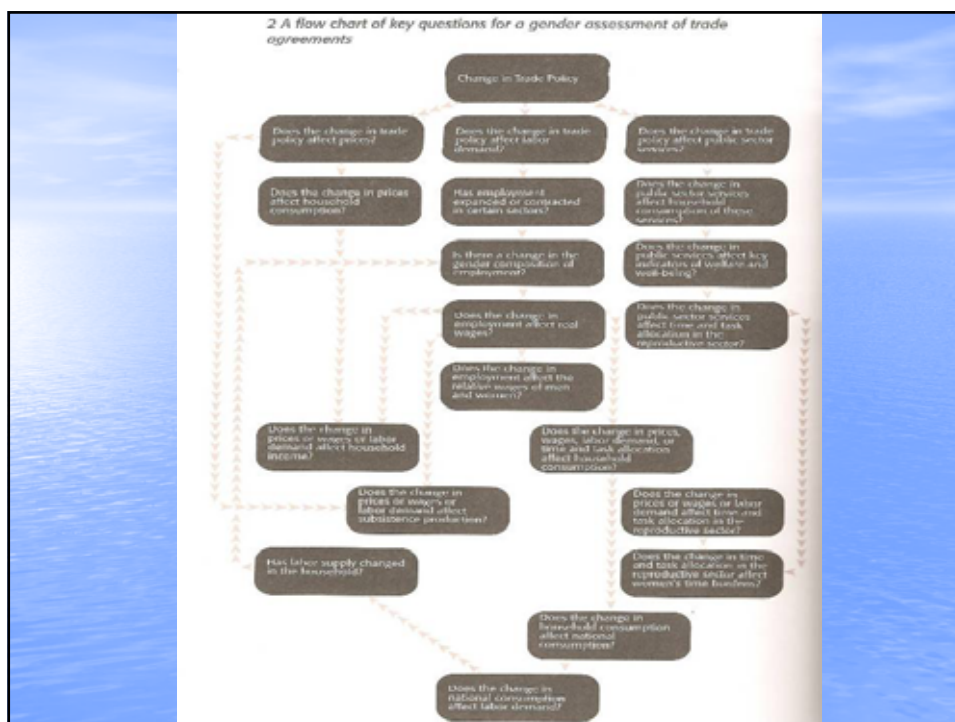 2 A flow chart of key questions for a gender assessment of trade
agreements
Change in Trade Policy
Does the change in trade
policy affect prices?
Does the change in trade
policy affect labor
demand?
Does the change in trade
policy affect public sector
services?
Does the change in prices
affect household
consumption?
Has employment
expanded or contracted
in certain sectors?
Does the change in
public sector services
affect household
consumption of these
services?
Is there a change in the
gender composition of
employment?
Does the change in
public services affect key
indicators of welfare and
well-being?
Does the change in
employment affect real
wages?
Does the change in
public sector services
affect time and task
allocation in the
reproductive sector?
Does the change in
employment affect the
relative wages of men
and women?
Does the change in
prices or wages or labor
demand affect household
income?
Does the change in prices,
wages, labor demand, or
time and task allocation
affect household
consumption?
Does the change in
prices or wages or
labor demand affect
subsistence production?
Does the change in
prices or wages or labor
demand affect time and
task allocation in the
reproductive sector?
Has labor supply changed
in the household?
Does the change in time
and task allocation in the
reproductive sector affect
women's time burdens?
Does the change in
household consumption
affect national
consumption?
Does the change in
national consumption
affect labor demand?